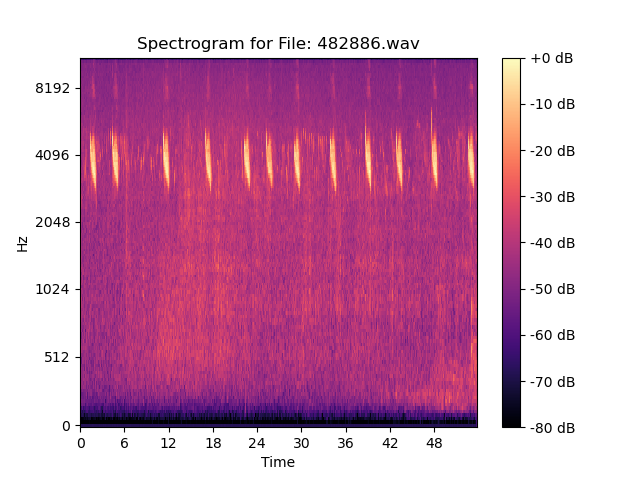 Spectrogram for File: 482886.wav
8192
4096
2048
1024
512
0
Hz
0 6 12 18 24 30 36 42 48
Time
+0 dB
-10 dB
-20 dB
-30 dB
-40 dB
-50 dB
-60 dB
-70 dB
-80 dB